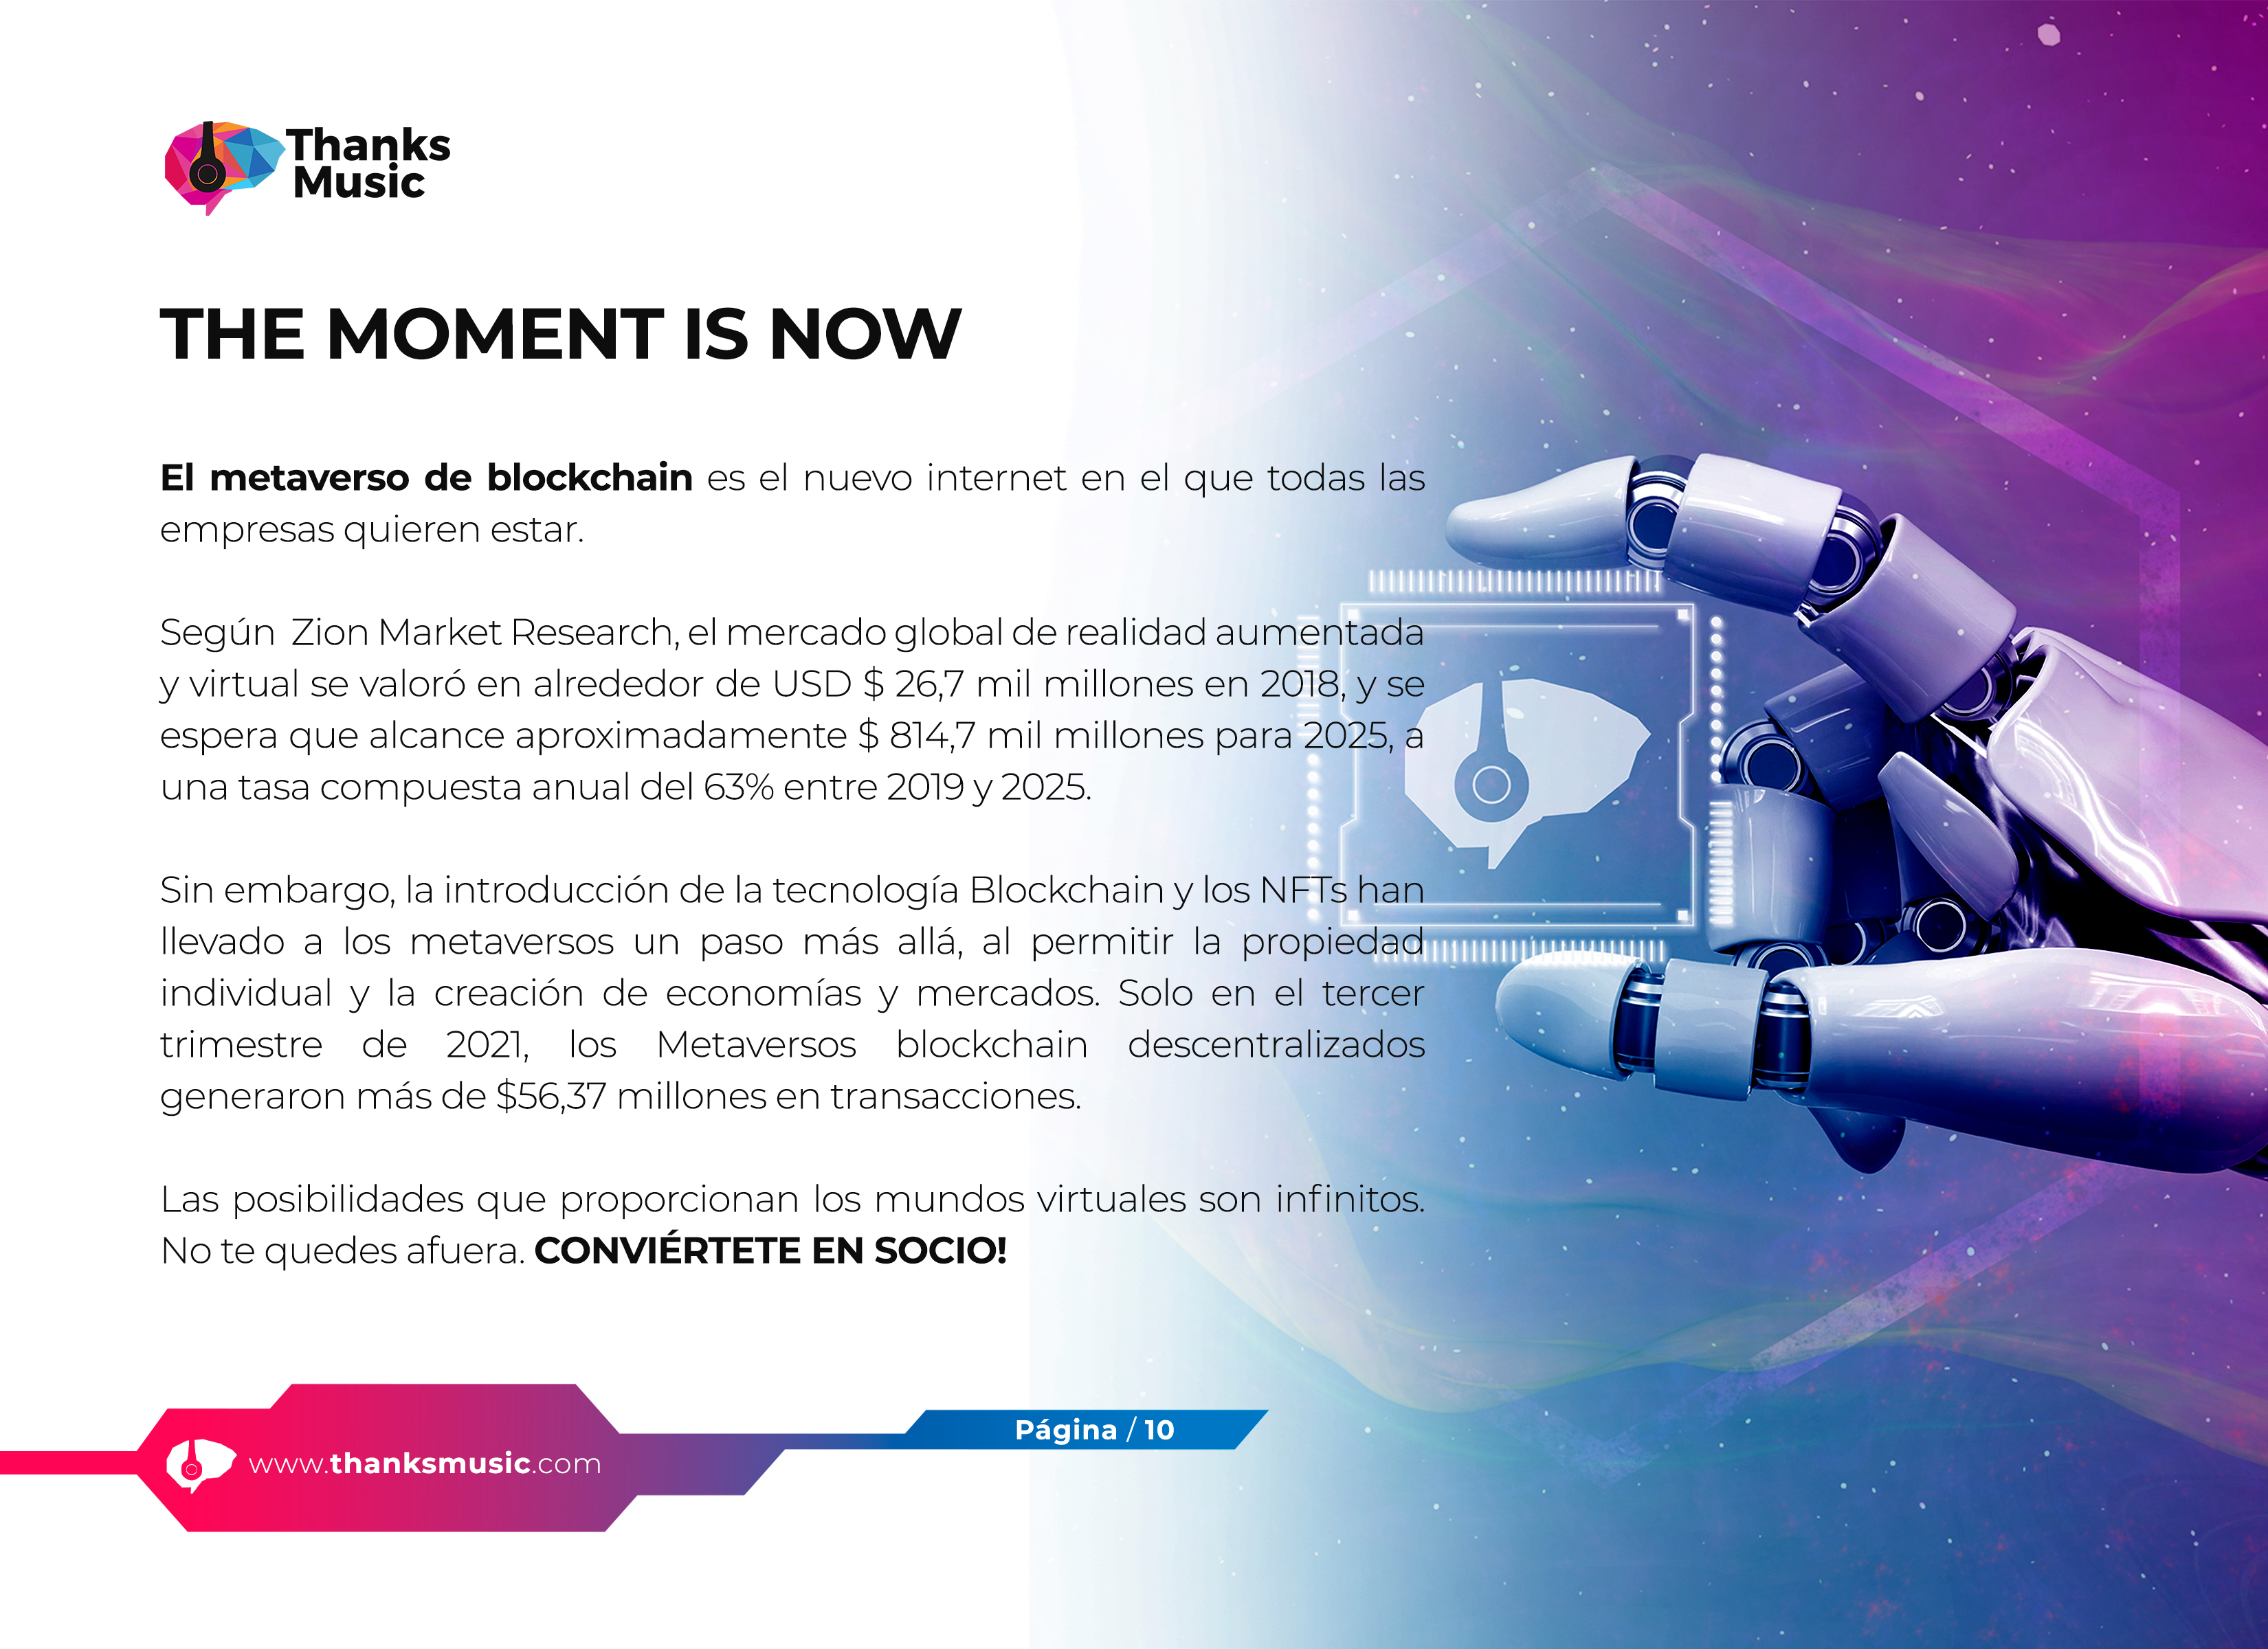 Thanks
Music
THE MOMENT IS NOW
El metaverso de blockchain es el nuevo internet en el que todas las
empresas quieren estar.
Según Zion Market Research, el mercado global de realidad aumentada
y virtual se valoró en alrededor de USD $ 26,7 mil millones en 2018, y se
espera que alcance aproximadamente $ 814,7 mil millones para 2025, a
una tasa compuesta anual del 63% entre 2019 y 2025.
Sin embargo, la introducción de la tecnología Blockchain y los NFTs han
llevado a los metaversos un paso más allá, al permitir la propiedad
individual y la creación de economías y mercados. Solo en el tercer
trimestre de 2021, los Metaversos blockchain descentralizados
generaron más de $56,37 millones en transacciones.
Las posibilidades que proporcionan los mundos virtuales son infinitos.
No te quedes afuera. CONVIÉRTETE EN SOCIO!
Página / 10
www.thanksmusic.com